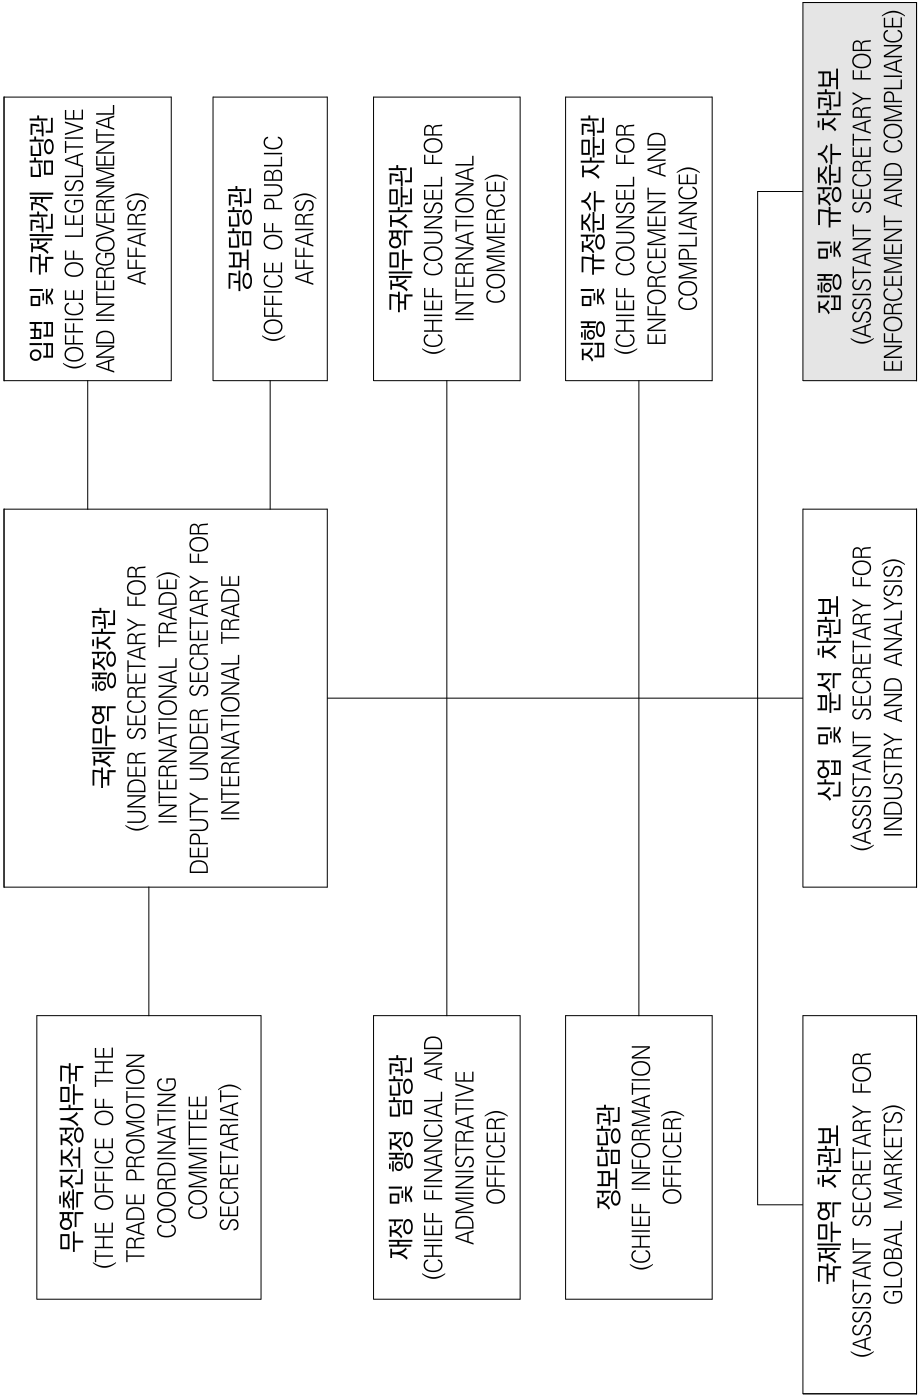 입법 및 국제관계 담당관
(OFFICE OF LEGISLATIVE
AND INTERGOVERNMENTAL
AFFAIRS)
국제무역 행정차관
(UNDER SECRETARY FOR
INTERNATIONAL TRADE)
DEPUTY UNDER SECRETARY FOR
INTERNATIONAL TRADE
무역촉진조정사무국
(THE OFFICE OF THE
TRADE PROMOTION
COORDINATING
COMMITTEE
SECRETARIAT)
공보담당관
(OFFICE OF PUBLIC
AFFAIRS)
재정 및 행정 담당관
(CHIEF FINANCIAL AND
ADMINISTRATIVE
OFFICER)
국제무역자문관
(CHIEF COUNSEL FOR
INTERNATIONAL
COMMERCE)
정보담당관
(CHIEF INFORMATION
OFFICER)
집행 및 규정준수 자문관
(CHIEF COUNSEL FOR
ENFORCEMENT AND
COMPLIANCE)
국제무역 차관보
(ASSISTANT SECRETARY FOR
GLOBAL MARKETS)
산업 및 분석 차관보
(ASSISTANT SECRETARY FOR
INDUSTRY AND ANALYSIS)
집행 및 규정준수 차관보
(ASSISTANT SECRETARY FOR
ENFORCEMENT AND COMPLIANCE)